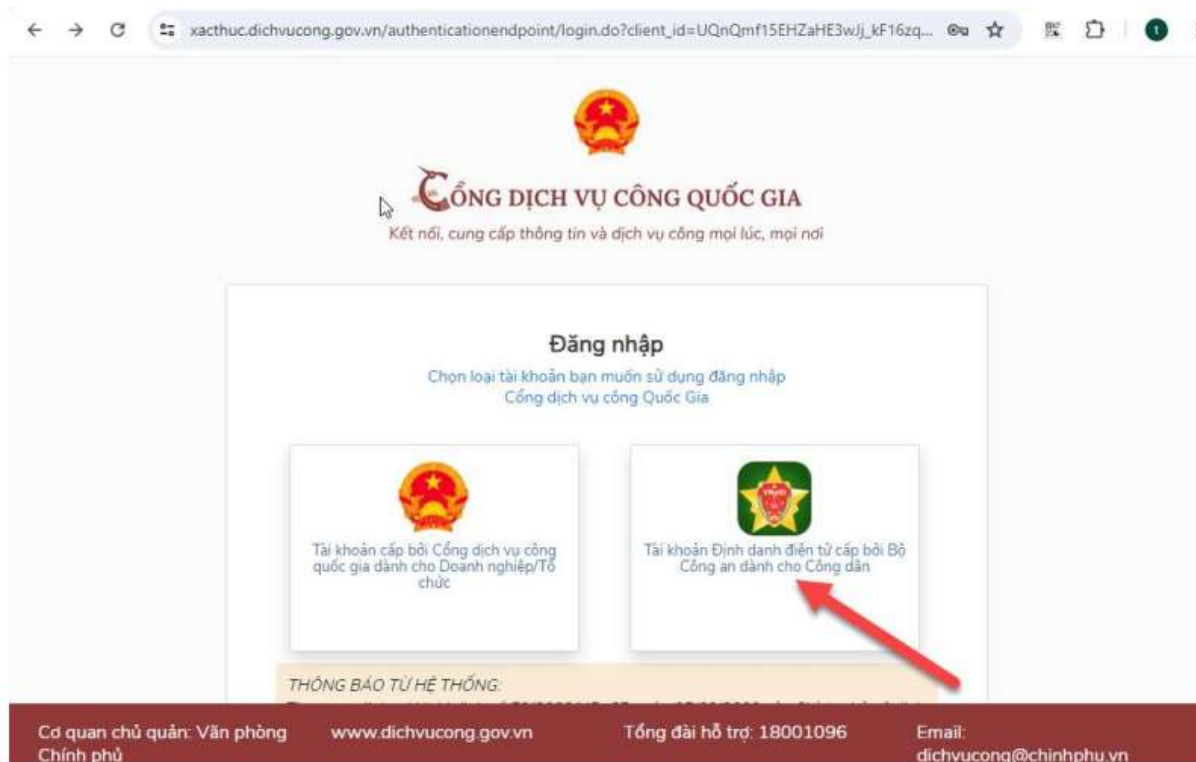 xacthuc.dichvucong.gov.vn/authenticationendpoint/login.do?client_id=UQnQmf15EHZaHE3wJj_kF16zq...
t
CỔNG DỊCH VỤ CÔNG QUỐC GIA
Kết nối, cung cấp thông tin và dịch vụ công mọi lúc, mọi nơi
Đăng nhập
Chọn loại tài khoản bạn muốn sử dụng đăng nhập
Cổng dịch vụ công Quốc Gia
Tài khoản cấp bởi Cổng dịch vụ công
quốc gia dành cho Doanh nghiệp/Tổ
chức
VNeID
Tài khoản Định danh điện tử cấp bởi Bộ
Công an dành cho Công dân
THÔNG BÁO TỪ HỆ THỐNG:
Cơ quan chủ quản: Văn phòng
Chính phủ
www.dichvucong.gov.vn
Tổng đài hỗ trợ: 18001096
Email:
dichvucong@chinhphu.vn